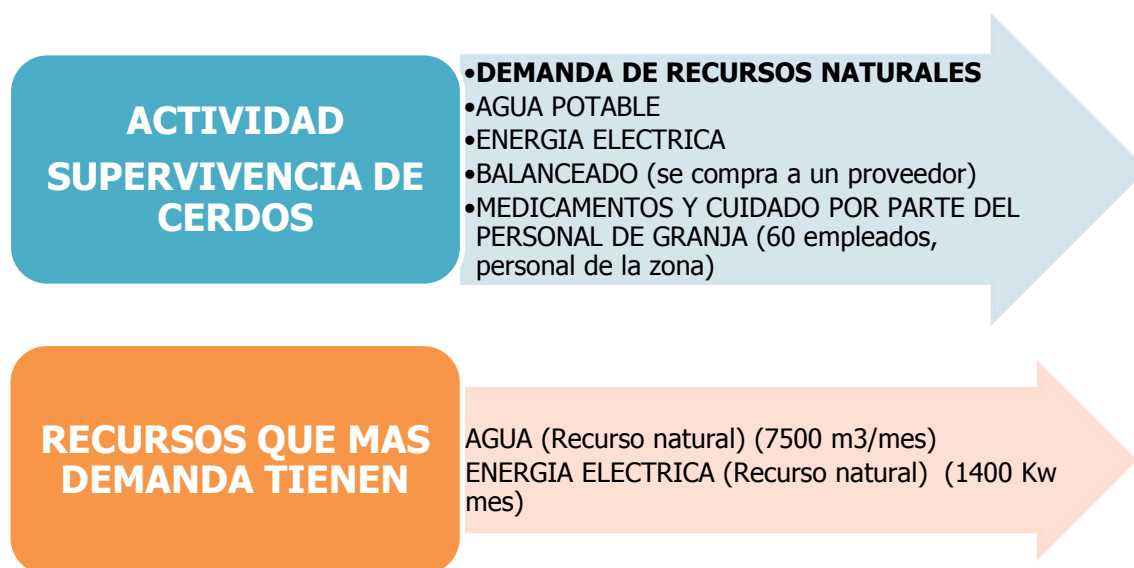 ACTIVIDAD
SUPERVIVENCIA DE
CERDOS
•DEMANDA DE RECURSOS NATURALES
•AGUA POTABLE
•ENERGIA ELECTRICA
•BALANCEADO (se compra a un proveedor)
•MEDICAMENTOS Y CUIDADO POR PARTE DEL
PERSONAL DE GRANJA (60 empleados,
personal de la zona)
RECURSOS QUE MAS
DEMANDA TIENEN
AGUA (Recurso natural) (7500 m3/mes)
ENERGIA ELECTRICA (Recurso natural) (1400 Kw
mes)